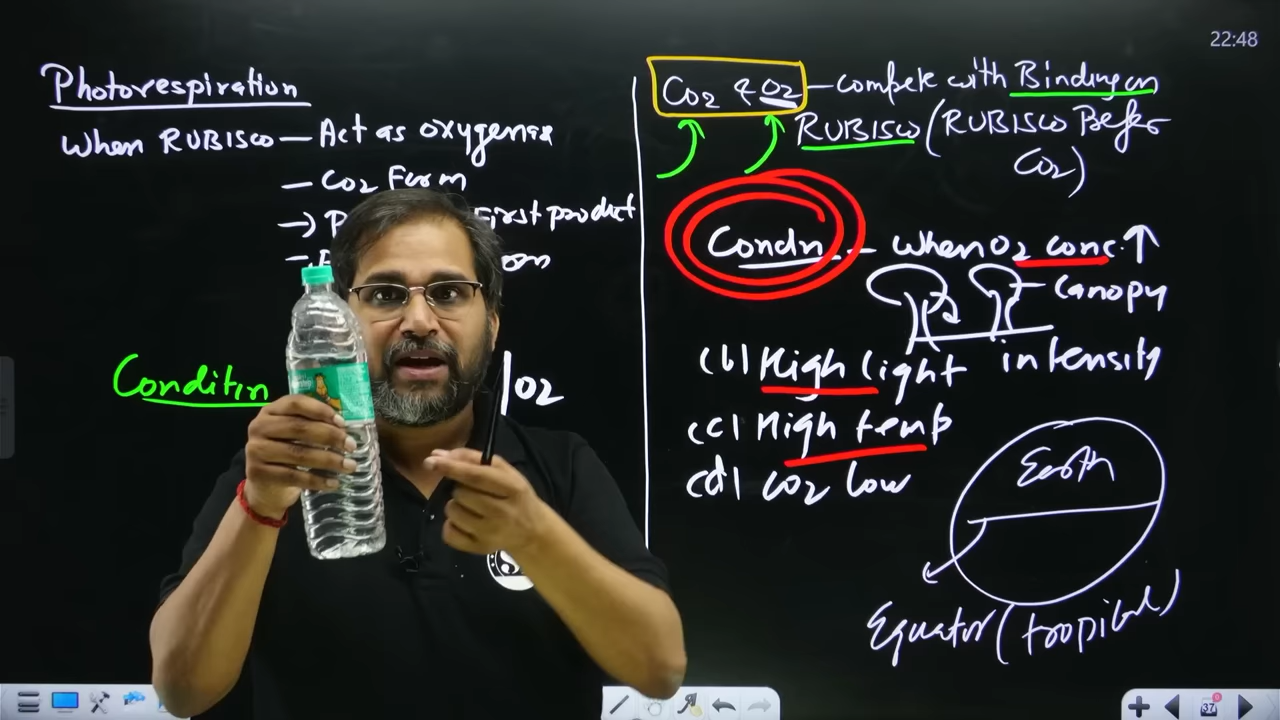 Photorespiration
When RUBISCO — Act as oxygenase
— CO2 Form
→ P First product
Condition
O2
22:48
CO2 & O2 — compete with Binding on
RUBISCO (RUBISCO Prefer
CO2)
Condn — when O2 conc. ↑
Canopy
(b) High light intensity
(c) High temp
(d) CO2 low
Earth
Equator (tropical)
37